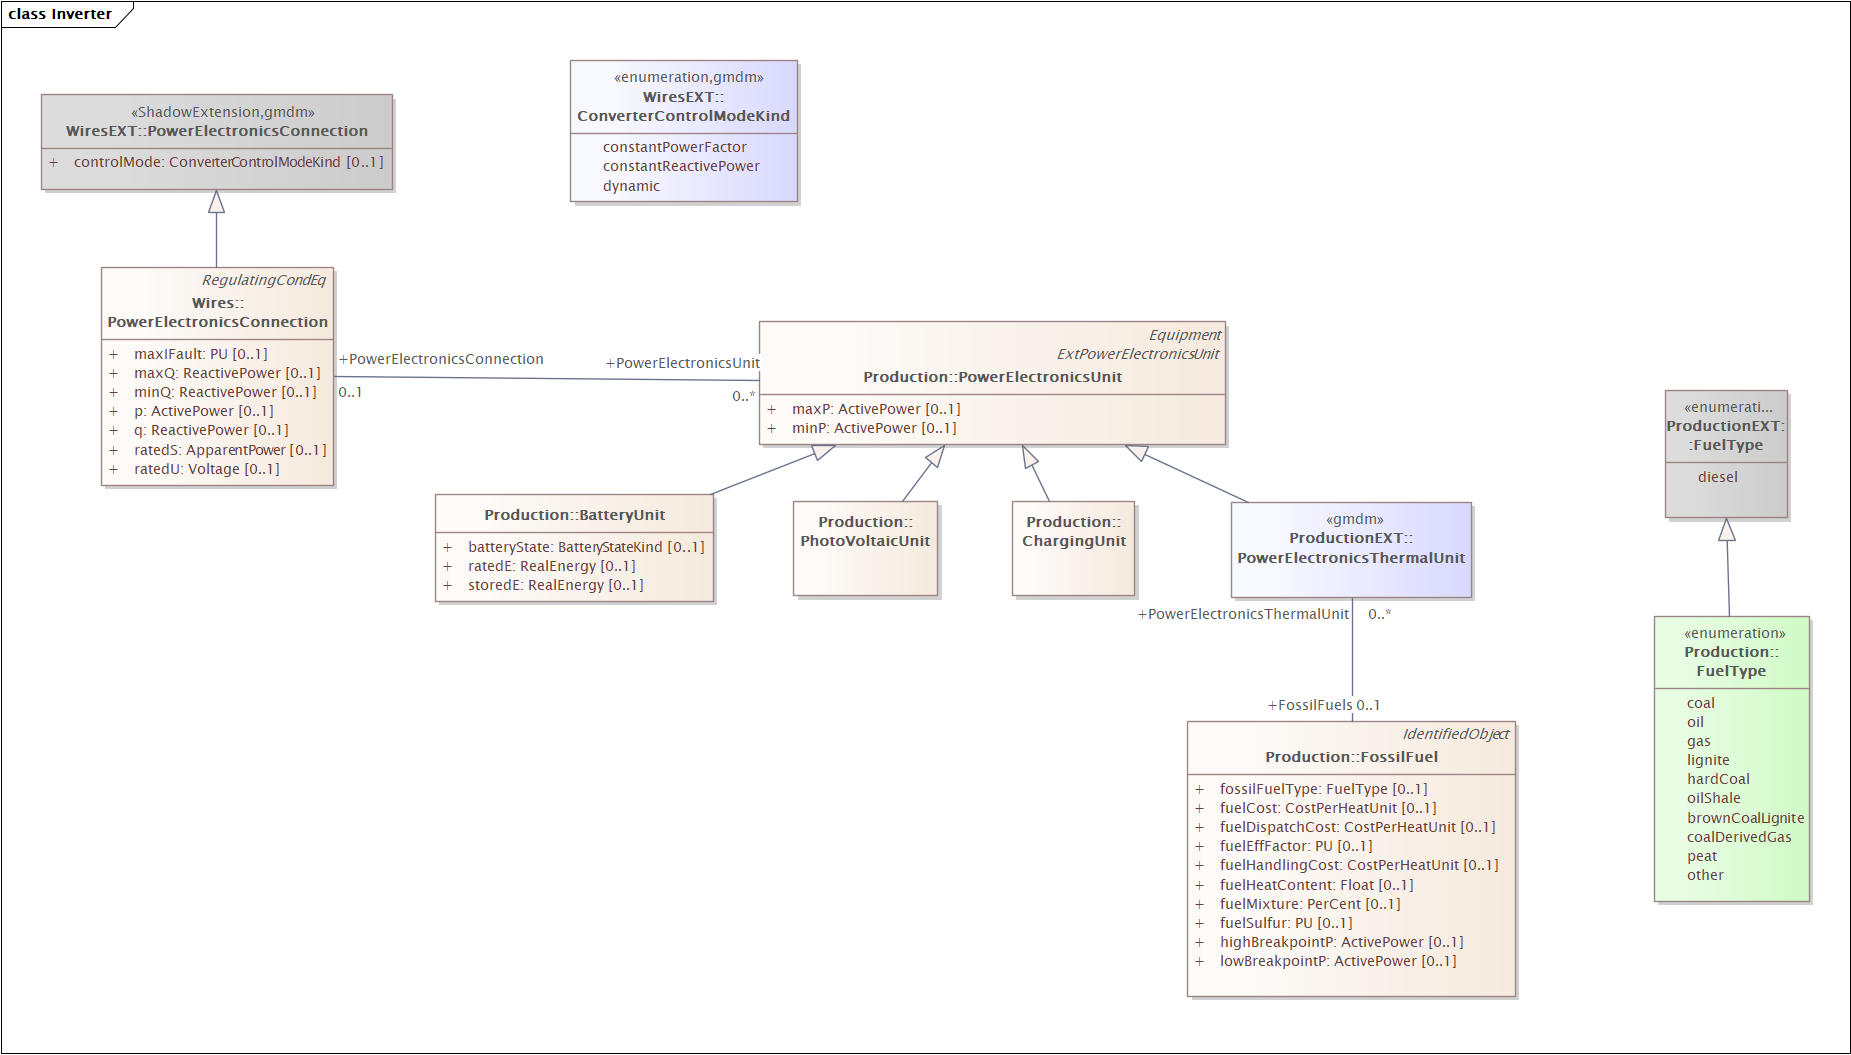 class Inverter
«ShadowExtension,gmdm»
WiresEXT::PowerElectronicsConnection
+ controlMode: ConverterControlModeKind [0..1]
«enumeration,gmdm»
WiresEXT::
ConverterControlModeKind
constantPowerFactor
constantReactivePower
dynamic
RegulatingCondEq
Wires::
PowerElectronicsConnection
+ maxIFault: PU [0..1]
+ maxQ: ReactivePower [0..1]
+ minQ: ReactivePower [0..1]
+ p: ActivePower [0..1]
+ q: ReactivePower [0..1]
+ ratedS: ApparentPower [0..1]
+ ratedU: Voltage [0..1]
+PowerElectronicsConnection
0..1
+PowerElectronicsUnit
0..*
Equipment
ExtPowerElectronicsUnit
Production::PowerElectronicsUnit
+ maxP: ActivePower [0..1]
+ minP: ActivePower [0..1]
Production::BatteryUnit
+ batteryState: BatteryStateKind [0..1]
+ ratedE: RealEnergy [0..1]
+ storedE: RealEnergy [0..1]
Production::
PhotoVoltaicUnit
Production::
ChargingUnit
«gmdm»
ProductionEXT::
PowerElectronicsThermalUnit
+PowerElectronicsThermalUnit 0..*
+FossilFuels 0..1
IdentifiedObject
Production::FossilFuel
+ fossilFuelType: FuelType [0..1]
+ fuelCost: CostPerHeatUnit [0..1]
+ fuelDispatchCost: CostPerHeatUnit [0..1]
+ fuelEffFactor: PU [0..1]
+ fuelHandlingCost: CostPerHeatUnit [0..1]
+ fuelHeatContent: Float [0..1]
+ fuelMixture: PerCent [0..1]
+ fuelSulfur: PU [0..1]
+ highBreakpointP: ActivePower [0..1]
+ lowBreakpointP: ActivePower [0..1]
«enumerati...
ProductionEXT:
:FuelType
diesel
«enumeration»
Production::
FuelType
coal
oil
gas
lignite
hardCoal
oilShale
brownCoalLignite
coalDerivedGas
peat
other